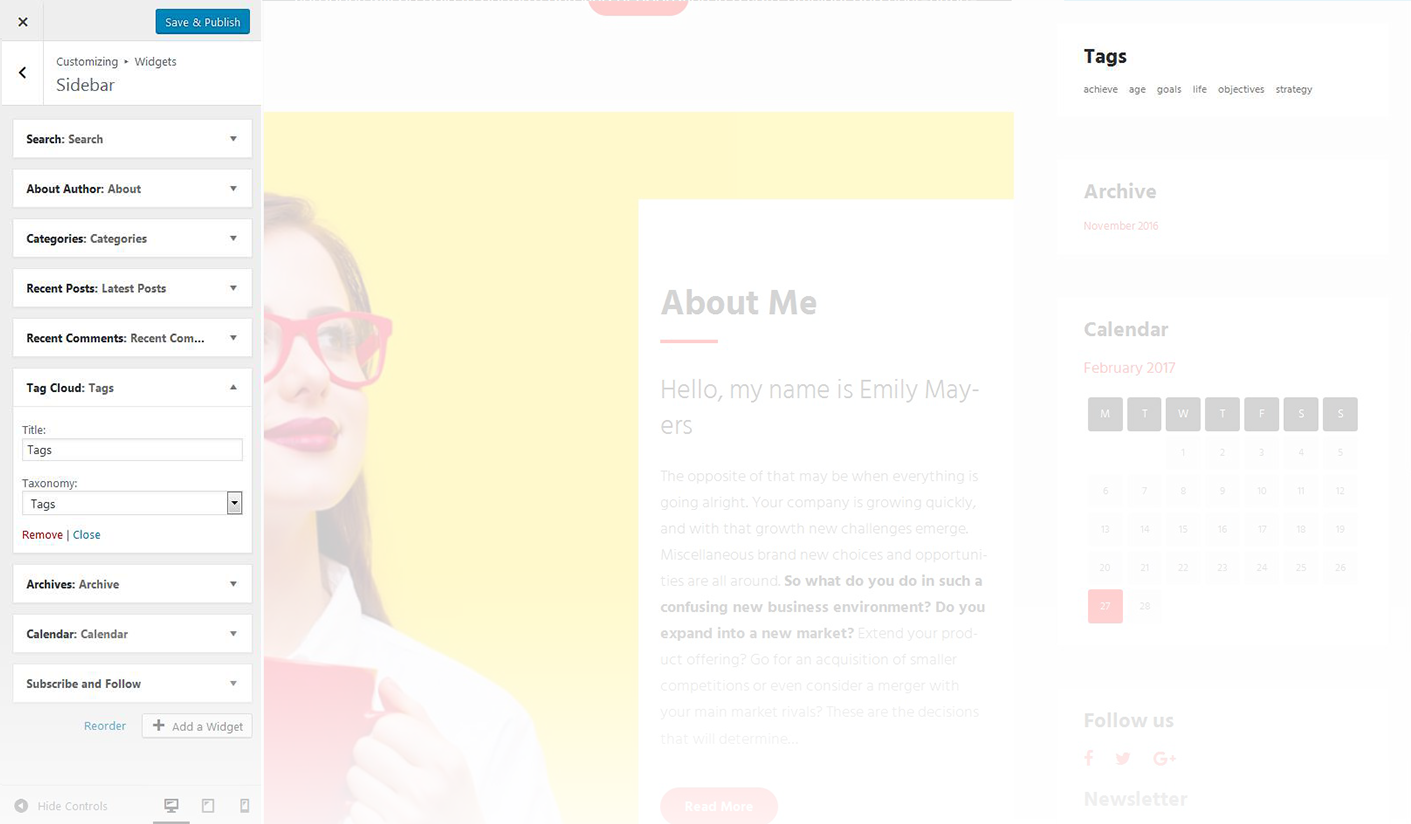 Save & Publish
Customizing ▸ Widgets
Sidebar
Search: Search
About Author: About
Categories: Categories
Recent Posts: Latest Posts
Recent Comments: Recent Com...
Tag Cloud: Tags
Title:
Tags
Taxonomy:
Tags
Remove | Close
Archives: Archive
Calendar: Calendar
Subscribe and Follow
Reorder
Add a Widget
Hide Controls
About Me
Hello, my name is Emily May-
ers
The opposite of that may be when everything is
going alright. Your company is growing quickly,
and with that growth new challenges emerge.
Miscellaneous brand new choices and opportuni-
ties are all around. So what do you do in such a
confusing new business environment? Do you
expand into a new market? Extend your prod-
uct offering? Go for an acquisition of smaller
competitions or even consider a merger with
your main market rivals? These are the decisions
that will determine...
Read More
Tags
achieve age goals life objectives strategy
Archive
November 2016
Calendar
February 2017
M T W T F S S
1 2 3 4 5
6 7 8 9 10 11 12
13 14 15 16 17 18 19
20 21 22 23 24 25 26
27 28
Follow us
G+
Newsletter